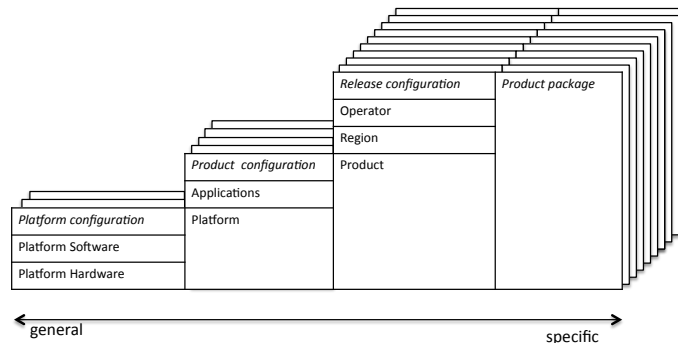 Release configuration
Product package
Operator
Region
Product configuration
Product
Applications
Platform configuration
Platform
Platform Software
Platform Hardware
general
specific